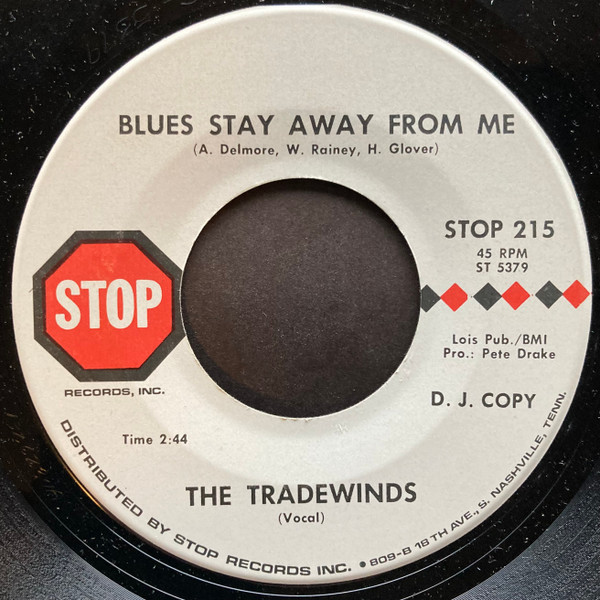 BLUES STAY AWAY FROM ME
(A. Delmore, W. Rainey, H. Glover)
STOP 215
45 RPM
ST 5379
STOP
RECORDS, INC.
Lois Pub./BMI
Pro.: Pete Drake
D. J. COPY
Time 2:44
THE TRADEWINDS
(Vocal)
DISTRIBUTED BY STOP RECORDS INC. • 809-B 18TH AVE., S. NASHVILLE, TENN.